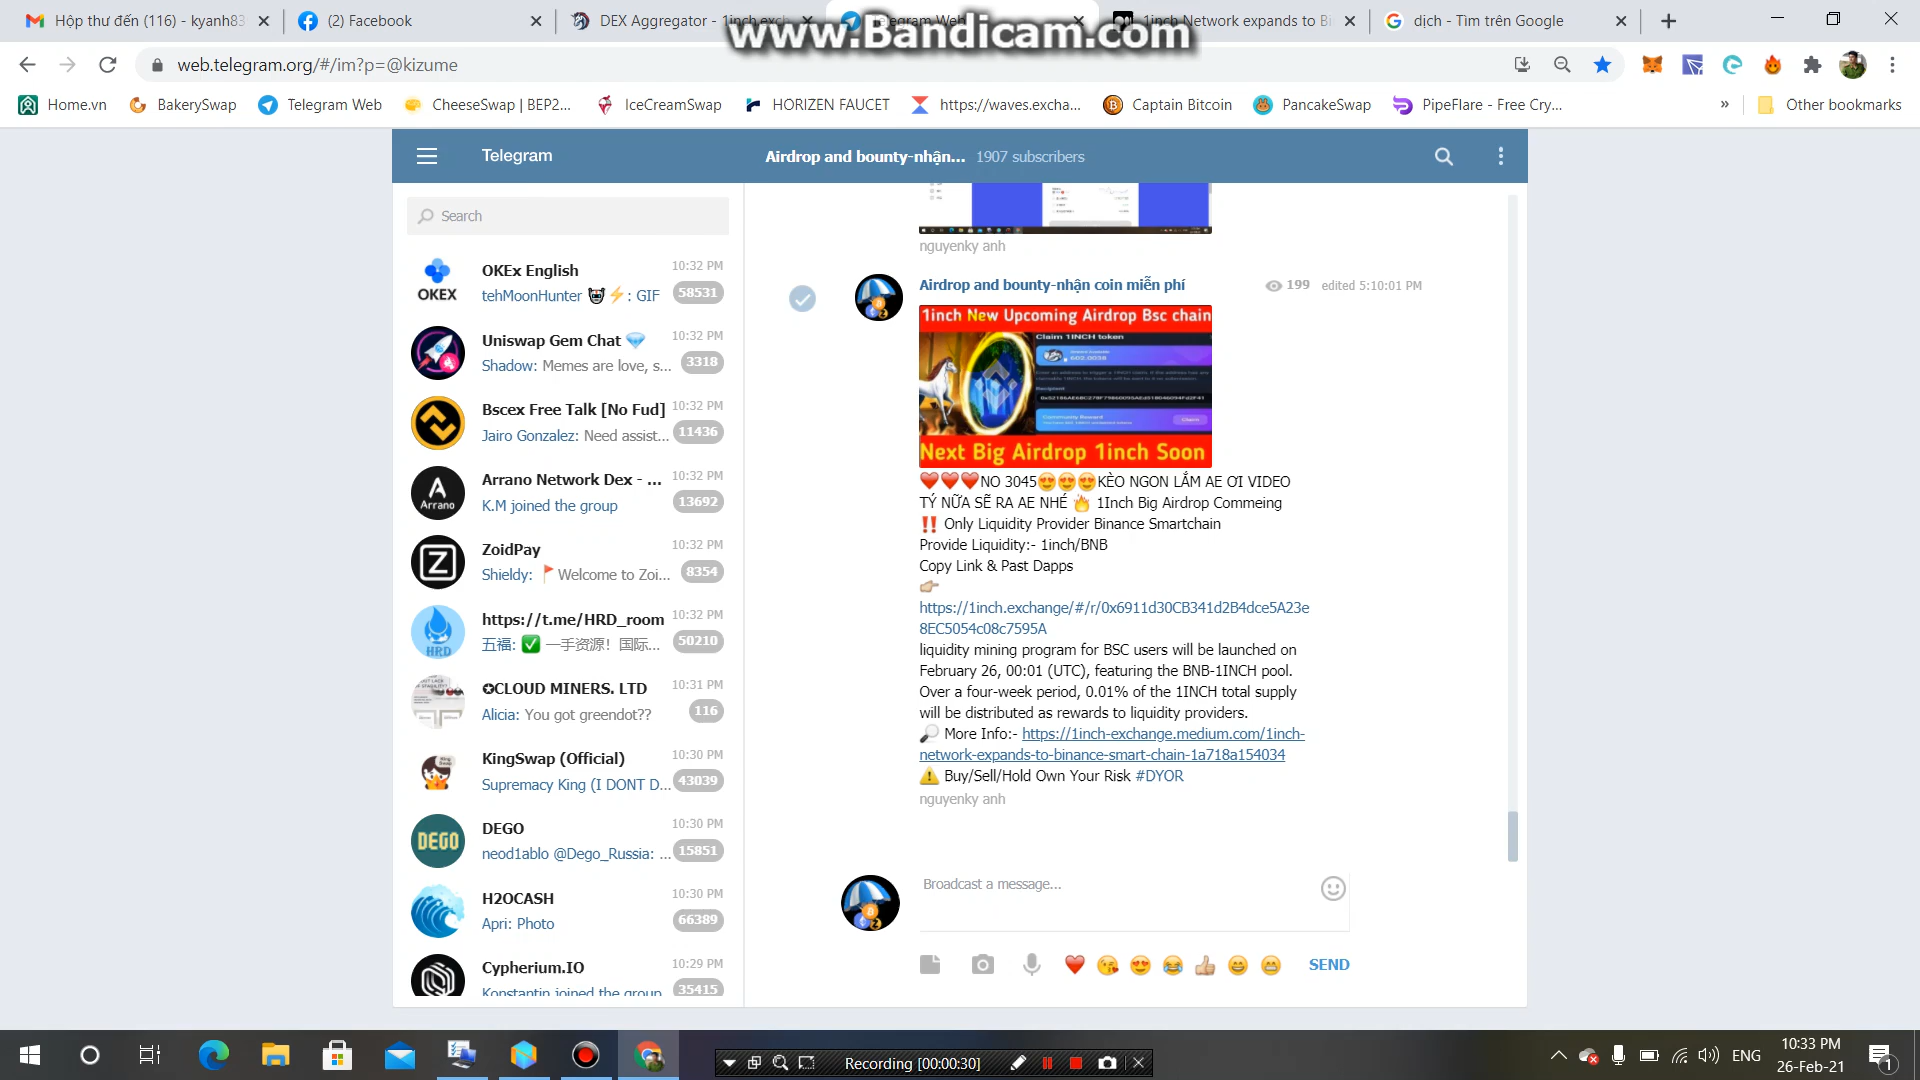 Hộp thư đến (116) - kyanh83
(2) Facebook
DEX Aggregator - 1inch.exch
Telegram Web
1inch Network expands to Bi
dịch - Tìm trên Google
www.Bandicam.com
web.telegram.org/#/im?p=@kizume
Home.vn
BakerySwap
Telegram Web
CheeseSwap | BEP2...
IceCreamSwap
HORIZEN FAUCET
https://waves.excha...
Captain Bitcoin
PancakeSwap
PipeFlare - Free Cry...
»
Other bookmarks
Telegram
Airdrop and bounty-nhận... 1907 subscribers
Search
OKEx English 10:32 PM
OKEX
tehMoonHunter 🤡⚡: GIF 58531
Uniswap Gem Chat 💎 10:32 PM
Shadow: Memes are love, s... 3318
Bscex Free Talk [No Fud] 10:32 PM
Jairo Gonzalez: Need assist... 11436
Arrano Network Dex - ... 10:32 PM
Arrano
K.M joined the group 13692
ZoidPay 10:32 PM
Shieldy: 🚩Welcome to Zoi... 8354
https://t.me/HRD_room 10:32 PM
HRD
五福: ✅ 一手资源！国际... 50210
✪CLOUD MINERS. LTD 10:31 PM
Alicia: You got greendot?? 116
KingSwap (Official) 10:30 PM
Supremacy King (I DONT D... 43039
DEGO 10:30 PM
DEGO
neod1ablo @Dego_Russia: ... 15851
H2OCASH 10:30 PM
Apri: Photo 66389
Cypherium.IO 10:29 PM
Konstantin joined the group 35415
nguyenky anh
Airdrop and bounty-nhận coin miễn phí 199 edited 5:10:01 PM
1inch New Upcoming Airdrop Bsc chain
Claim 1INCH token
602.0038
Next Big Airdrop 1inch Soon
❤️❤️❤️NO 3045😍😍😍KÈO NGON LẮM AE ƠI VIDEO
TÝ NỮA SẼ RA AE NHÉ 🔥 1Inch Big Airdrop Commeing
‼️ Only Liquidity Provider Binance Smartchain
Provide Liquidity:- 1inch/BNB
Copy Link & Past Dapps
👉
https://1inch.exchange/#/r/0x6911d30CB341d2B4dce5A23e
8EC5054c08c7595A
liquidity mining program for BSC users will be launched on
February 26, 00:01 (UTC), featuring the BNB-1INCH pool.
Over a four-week period, 0.01% of the 1INCH total supply
will be distributed as rewards to liquidity providers.
🔎 More Info:- https://1inch-exchange.medium.com/1inch-
network-expands-to-binance-smart-chain-1a718a154034
⚠️ Buy/Sell/Hold Own Your Risk #DYOR
nguyenky anh
Broadcast a message...
SEND
Recording [00:00:30]
ENG
10:33 PM
26-Feb-21
1